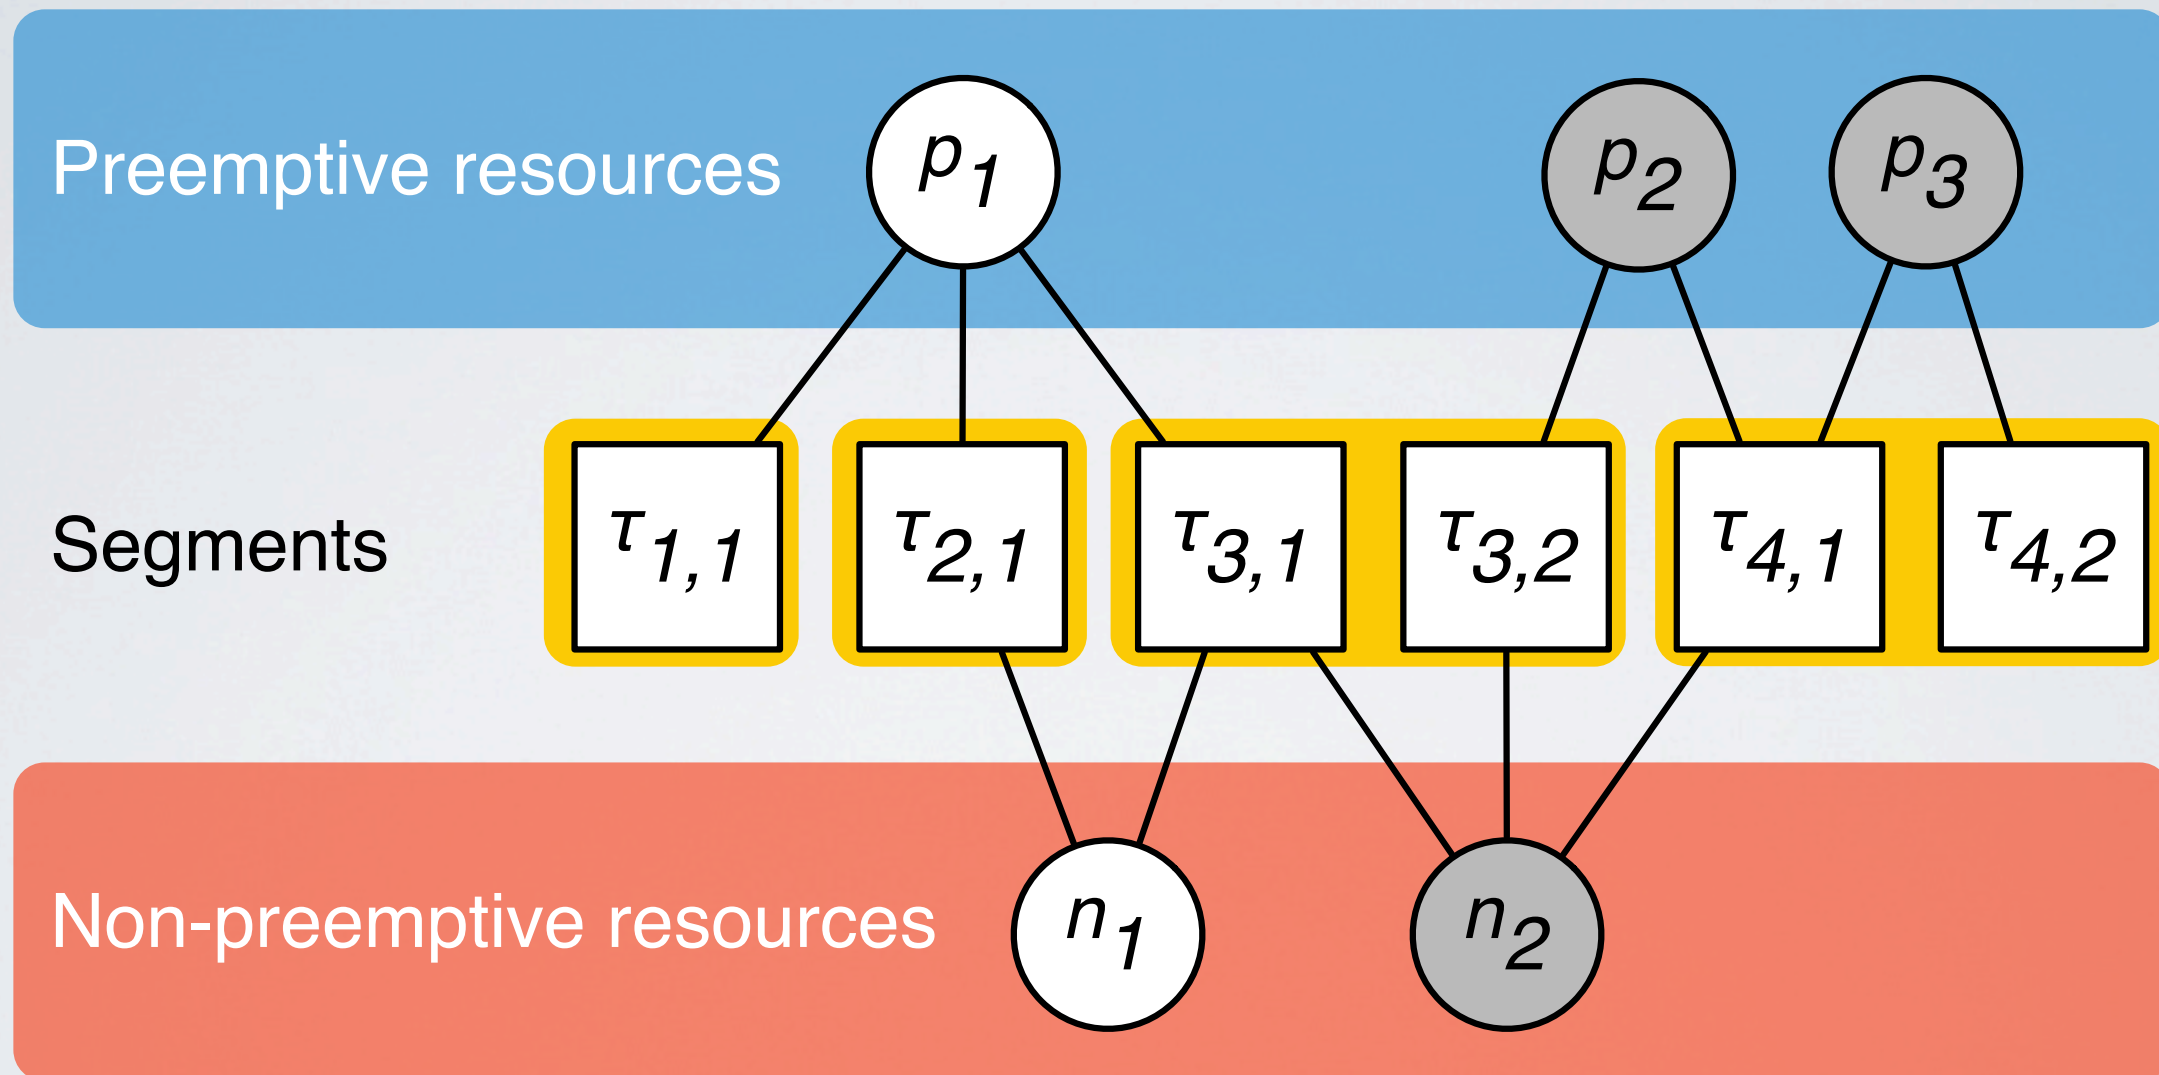 Preemptive resources
p1
p2
p3
Segments
τ1,1
τ2,1
τ3,1
τ3,2
τ4,1
τ4,2
Non-preemptive resources
n1
n2